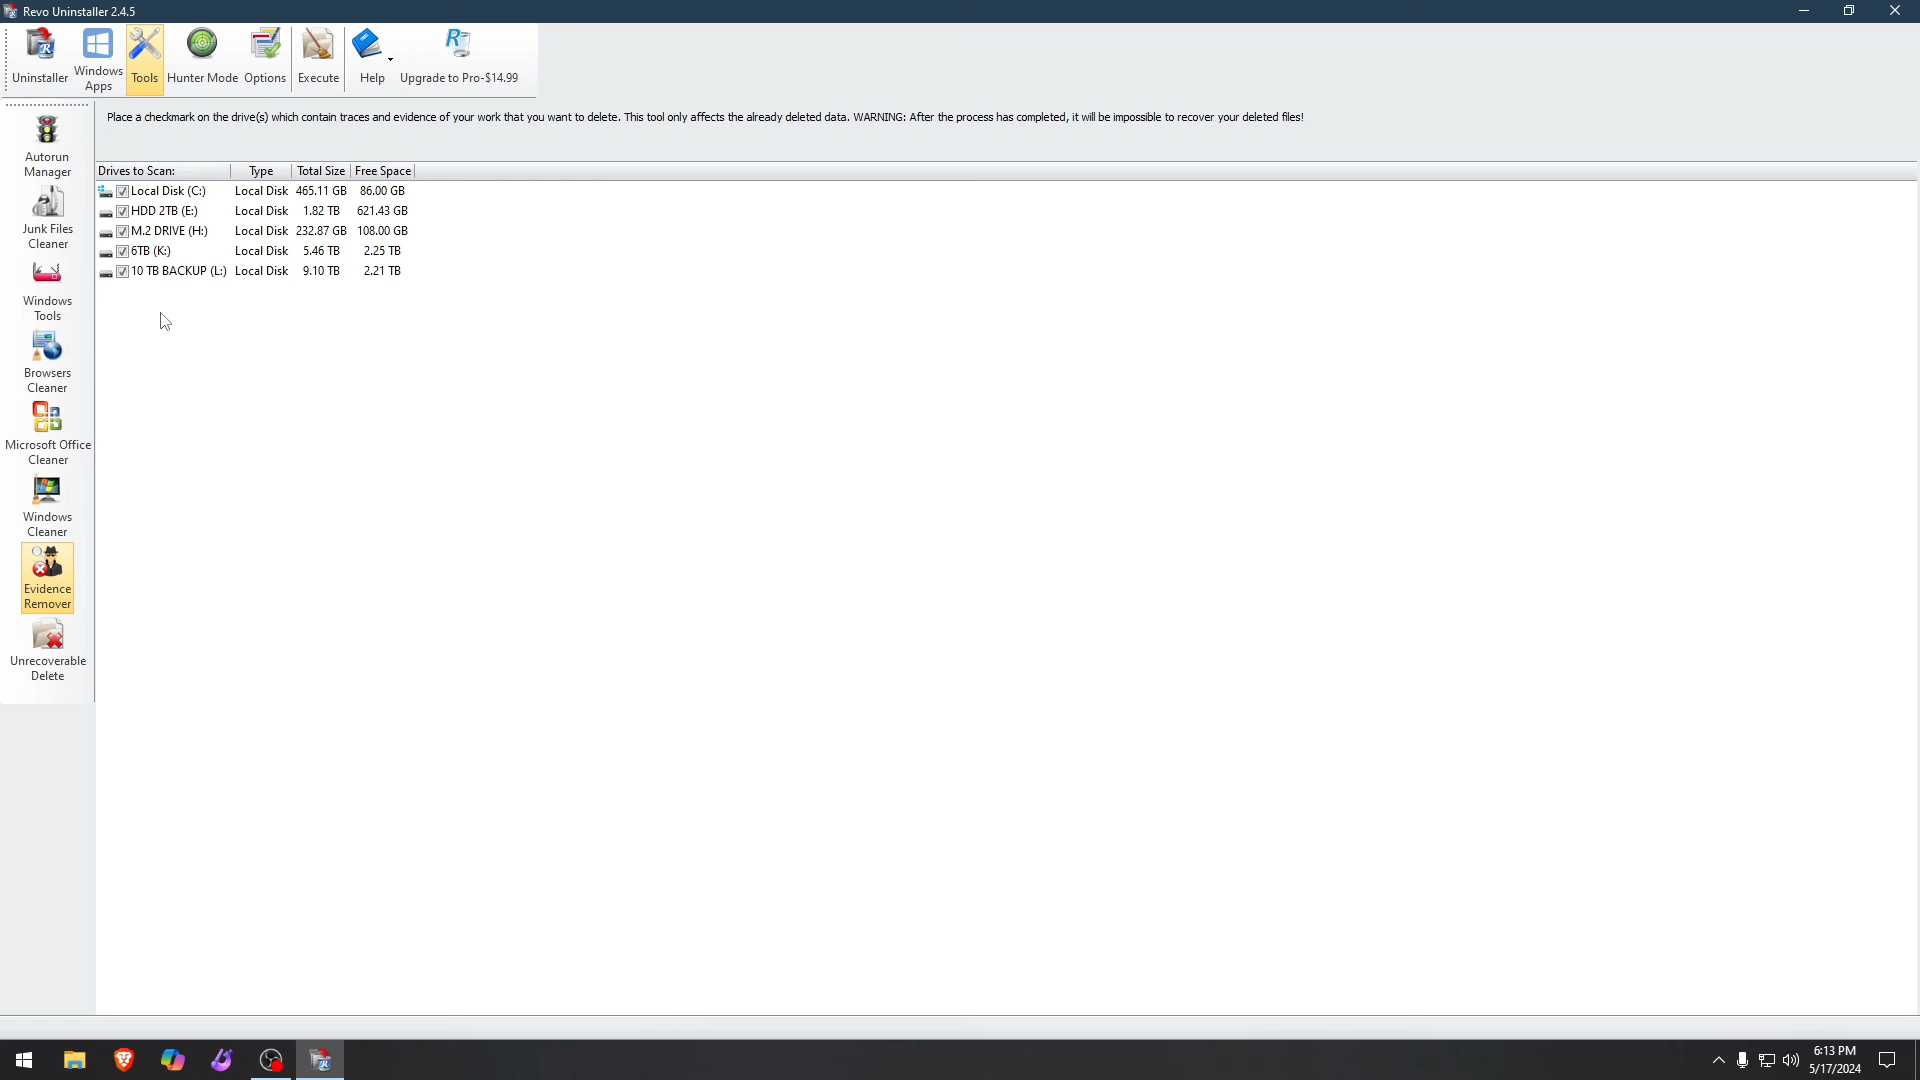 Revo Uninstaller 2.4.5
Uninstaller
Windows
Apps
Tools
Hunter Mode
Options
Execute
Help
Upgrade to Pro-$14.99
Autorun
Manager
Junk Files
Cleaner
Windows
Tools
Browsers
Cleaner
Microsoft Office
Cleaner
Windows
Cleaner
Evidence
Remover
Unrecoverable
Delete
Place a checkmark on the drive(s) which contain traces and evidence of your work that you want to delete. This tool only affects the already deleted data. WARNING: After the process has completed, it will be impossible to recover your deleted files!
Drives to Scan: Type Total Size Free Space
Local Disk (C:) Local Disk 465.11 GB 86.00 GB
HDD 2TB (E:) Local Disk 1.82 TB 621.43 GB
M.2 DRIVE (H:) Local Disk 232.87 GB 108.00 GB
6TB (K:) Local Disk 5.46 TB 2.25 TB
10 TB BACKUP (L:) Local Disk 9.10 TB 2.21 TB
6:13 PM
5/17/2024